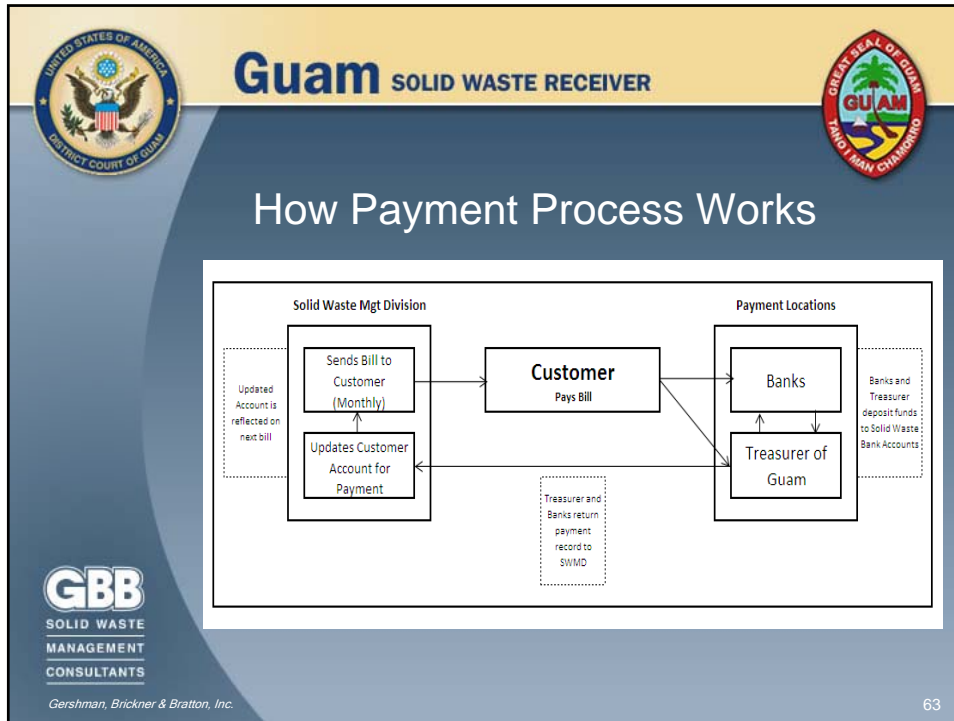 UNITED STATES OF AMERICA
DISTRICT COURT OF GUAM
Guam SOLID WASTE RECEIVER
GREAT SEAL OF GUAM
GUAM
TANO I MAN CHAMORRO
How Payment Process Works
Solid Waste Mgt Division
Payment Locations
Updated
Account is
reflected on
next bill
Sends Bill to
Customer
(Monthly)
Updates Customer
Account for
Payment
Customer
Pays Bill
Banks
Treasurer of
Guam
Banks and
Treasurer
deposit funds
to Solid Waste
Bank Accounts
Treasurer and
Banks return
payment
record to
SWMD
GBB
SOLID WASTE
MANAGEMENT
CONSULTANTS
Gershman, Brickner & Bratton, Inc.
63